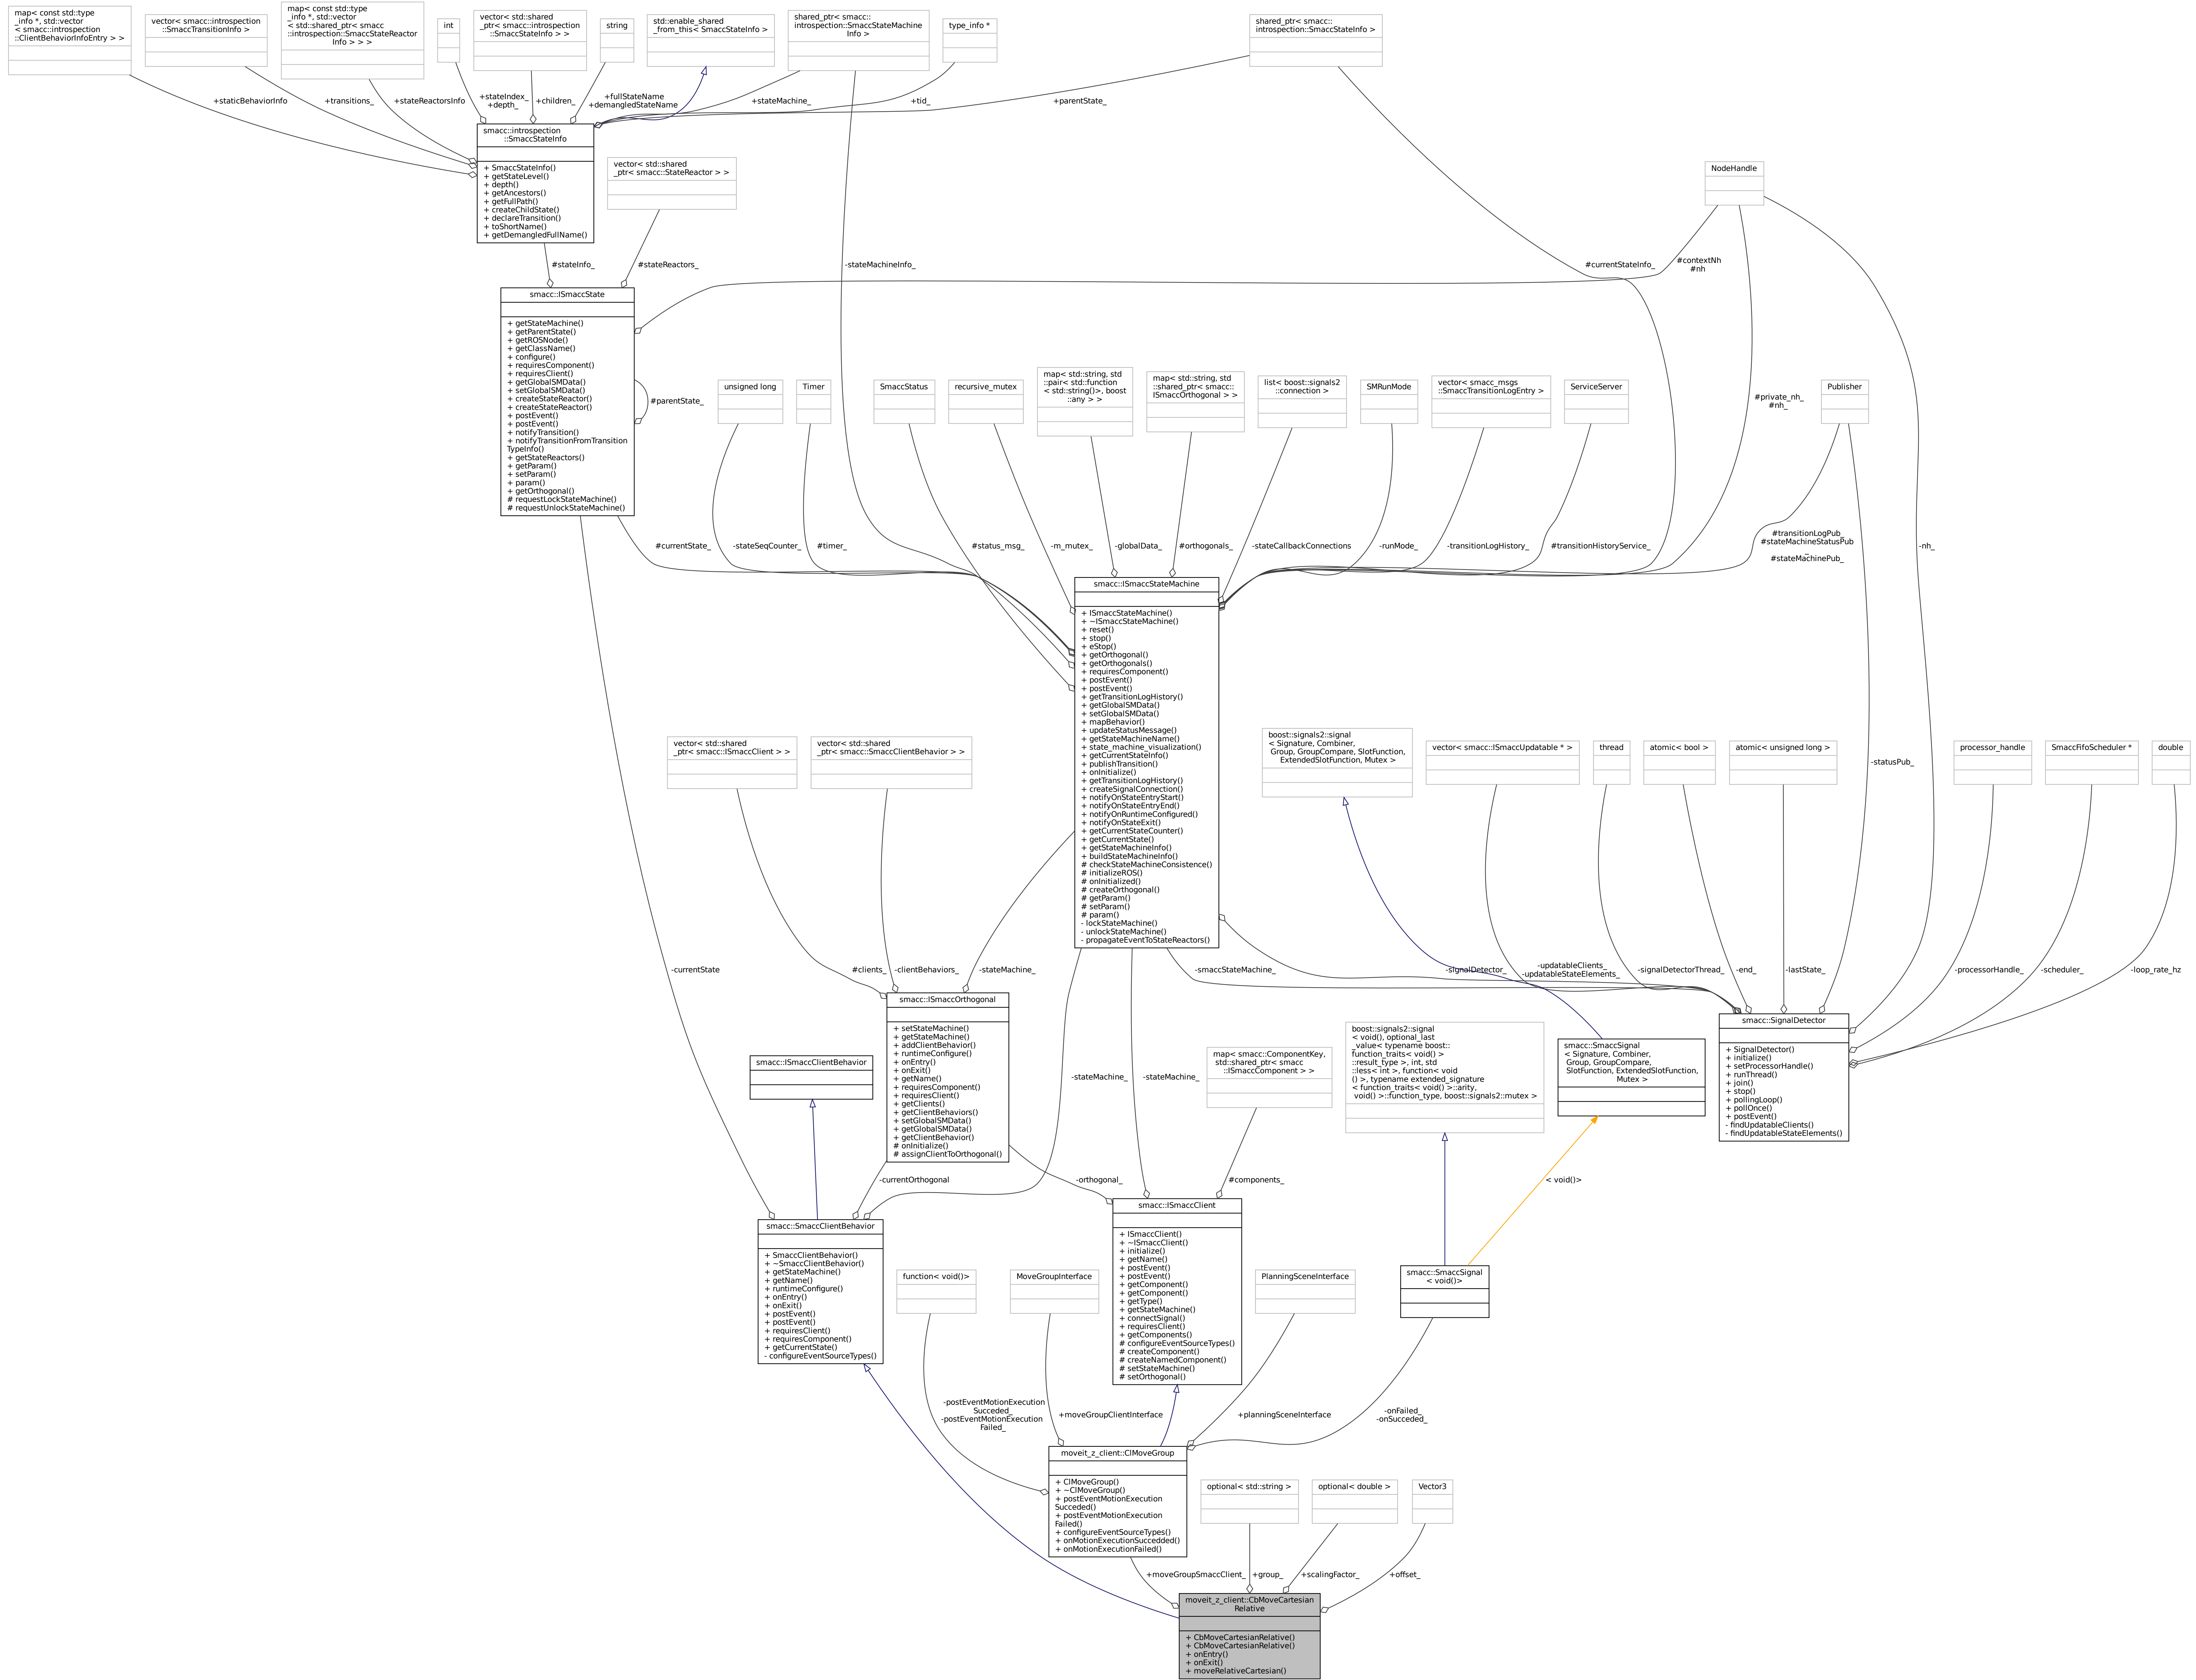 map< const std::type
_info *, std::vector
< smacc::introspection
::ClientBehaviorInfoEntry > >
vector< smacc::introspection
::SmaccTransitionInfo >
map< const std::type
_info *, std::vector
< std::shared_ptr< smacc
::introspection::SmaccStateReactor
Info > > >
int
vector< std::shared
_ptr< smacc::introspection
::SmaccStateInfo > >
string
std::enable_shared
_from_this< SmaccStateInfo >
shared_ptr< smacc::
introspection::SmaccStateMachine
Info >
type_info *
shared_ptr< smacc::
introspection::SmaccStateInfo >
+staticBehaviorInfo
+transitions_
+stateReactorsInfo
+stateIndex_
+depth_
+children_
+fullStateName
+demangledStateName
+stateMachine_
+tid_
+parentState_
smacc::introspection
::SmaccStateInfo
+ SmaccStateInfo()
+ getStateLevel()
+ depth()
+ getAncestors()
+ getFullPath()
+ createChildState()
+ declareTransition()
+ toShortName()
+ getDemangledFullName()
vector< std::shared
_ptr< smacc::StateReactor > >
NodeHandle
#stateInfo_
#stateReactors_
-stateMachineInfo_
#currentStateInfo_
#contextNh
#nh
smacc::ISmaccState
+ getStateMachine()
+ getParentState()
+ getROSNode()
+ getClassName()
+ configure()
+ requiresComponent()
+ requiresClient()
+ getGlobalSMData()
+ setGlobalSMData()
+ createStateReactor()
+ createStateReactor()
+ postEvent()
+ postEvent()
+ notifyTransition()
+ notifyTransitionFromTransition
TypeInfo()
+ getStateReactors()
+ getParam()
+ setParam()
+ param()
+ getOrthogonal()
# requestLockStateMachine()
# requestUnlockStateMachine()
#parentState_
unsigned long
Timer
SmaccStatus
recursive_mutex
map< std::string, std
::pair< std::function
< std::string()>, boost
::any > >
map< std::string, std
::shared_ptr< smacc::
ISmaccOrthogonal > >
list< boost::signals2
::connection >
SMRunMode
vector< smacc_msgs
::SmaccTransitionLogEntry >
ServiceServer
Publisher
#private_nh_
#nh_
#currentState_
-stateSeqCounter_
#timer_
#status_msg_
-m_mutex_
-globalData_
#orthogonals_
-stateCallbackConnections
-runMode_
-transitionLogHistory_
#transitionHistoryService_
#transitionLogPub_
#stateMachineStatusPub
_
#stateMachinePub_
-nh_
smacc::ISmaccStateMachine
+ ISmaccStateMachine()
+ ~ISmaccStateMachine()
+ reset()
+ stop()
+ eStop()
+ getOrthogonal()
+ getOrthogonals()
+ requiresComponent()
+ postEvent()
+ postEvent()
+ getTransitionLogHistory()
+ getGlobalSMData()
+ setGlobalSMData()
+ mapBehavior()
+ updateStatusMessage()
+ getStateMachineName()
+ state_machine_visualization()
+ getCurrentStateInfo()
+ publishTransition()
+ onInitialize()
+ getTransitionLogHistory()
+ createSignalConnection()
+ notifyOnStateEntryStart()
+ notifyOnStateEntryEnd()
+ notifyOnRuntimeConfigured()
+ notifyOnStateExit()
+ getCurrentStateCounter()
+ getCurrentState()
+ getStateMachineInfo()
+ buildStateMachineInfo()
# checkStateMachineConsistence()
# initializeROS()
# onInitialized()
# createOrthogonal()
# getParam()
# setParam()
# param()
- lockStateMachine()
- unlockStateMachine()
- propagateEventToStateReactors()
vector< std::shared
_ptr< smacc::ISmaccClient > >
vector< std::shared
_ptr< smacc::SmaccClientBehavior > >
boost::signals2::signal
< Signature, Combiner,
Group, GroupCompare, SlotFunction,
ExtendedSlotFunction, Mutex >
vector< smacc::ISmaccUpdatable * >
thread
atomic< bool >
atomic< unsigned long >
-statusPub_
processor_handle
SmaccFifoScheduler *
double
-currentState
#clients_
-clientBehaviors_
-stateMachine_
-smaccStateMachine_
-signalDetector_
-updatableClients_
-updatableStateElements_
-signalDetectorThread_
-end_
-lastState_
-processorHandle_
-scheduler_
-loop_rate_hz
smacc::ISmaccOrthogonal
+ setStateMachine()
+ getStateMachine()
+ addClientBehavior()
+ runtimeConfigure()
+ onEntry()
+ onExit()
+ getName()
+ requiresComponent()
+ requiresClient()
+ getClients()
+ getClientBehaviors()
+ setGlobalSMData()
+ getGlobalSMData()
+ getClientBehavior()
# onInitialize()
# assignClientToOrthogonal()
smacc::ISmaccClientBehavior
-stateMachine_
-stateMachine_
map< smacc::ComponentKey,
std::shared_ptr< smacc
::ISmaccComponent > >
boost::signals2::signal
< void(), optional_last
_value< typename boost::
function_traits< void()
>::result_type >, int, std
::less< int >, function< void
() >, typename extended_signature
< function_traits< void() >::arity,
void() >::function_type, boost::signals2::mutex >
smacc::SmaccSignal
< Signature, Combiner,
Group, GroupCompare,
SlotFunction, ExtendedSlotFunction,
Mutex >
smacc::SignalDetector
+ SignalDetector()
+ initialize()
+ setProcessorHandle()
+ runThread()
+ join()
+ stop()
+ pollingLoop()
+ pollOnce()
+ postEvent()
- findUpdatableClients()
- findUpdatableStateElements()
-currentOrthogonal
-orthogonal_
#components_
< void()>
smacc::SmaccClientBehavior
+ SmaccClientBehavior()
+ ~SmaccClientBehavior()
+ getStateMachine()
+ getName()
+ runtimeConfigure()
+ onEntry()
+ onExit()
+ postEvent()
+ postEvent()
+ requiresClient()
+ requiresComponent()
+ getCurrentState()
- configureEventSourceTypes()
smacc::ISmaccClient
+ ISmaccClient()
+ ~ISmaccClient()
+ initialize()
+ getName()
+ postEvent()
+ postEvent()
+ getComponent()
+ getComponent()
+ getType()
+ getStateMachine()
+ connectSignal()
+ requiresClient()
+ getComponents()
# configureEventSourceTypes()
# createComponent()
# createNamedComponent()
# setStateMachine()
# setOrthogonal()
function< void()>
MoveGroupInterface
PlanningSceneInterface
smacc::SmaccSignal
< void()>
-postEventMotionExecution
Succeded_
-postEventMotionExecution
Failed_
+moveGroupClientInterface
+planningSceneInterface
-onFailed_
-onSucceded_
moveit_z_client::ClMoveGroup
+ ClMoveGroup()
+ ~ClMoveGroup()
+ postEventMotionExecution
Succeded()
+ postEventMotionExecution
Failed()
+ configureEventSourceTypes()
+ onMotionExecutionSuccedded()
+ onMotionExecutionFailed()
optional< std::string >
optional< double >
Vector3
+moveGroupSmaccClient_
+group_
+scalingFactor_
+offset_
moveit_z_client::CbMoveCartesian
Relative
+ CbMoveCartesianRelative()
+ CbMoveCartesianRelative()
+ onEntry()
+ onExit()
+ moveRelativeCartesian()